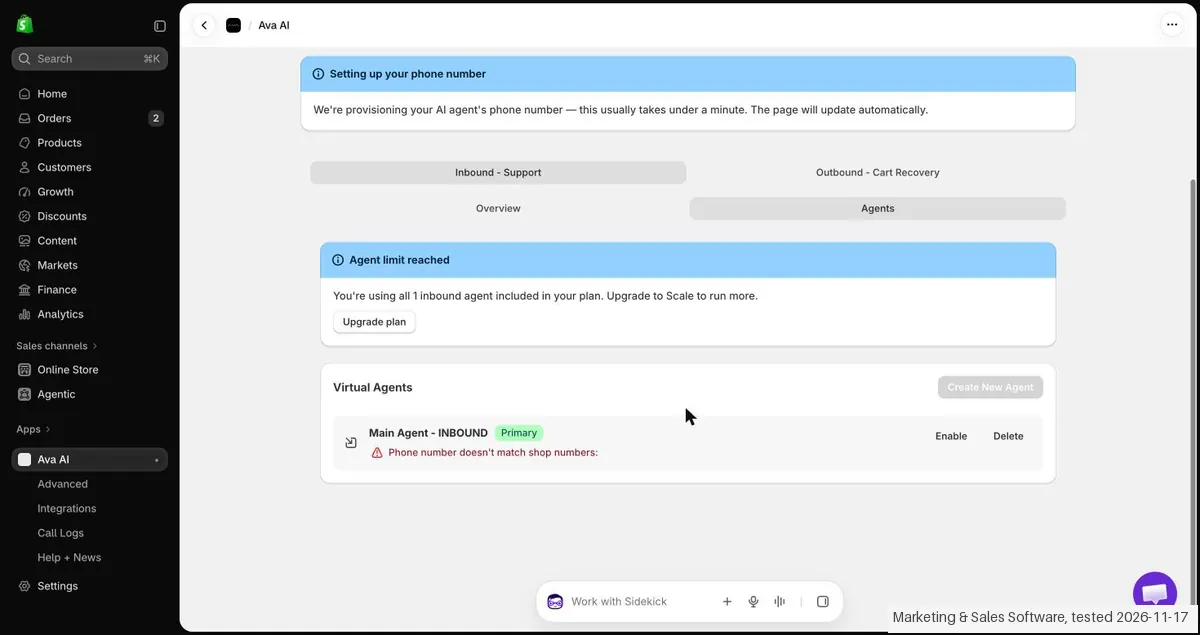 Search ⌘K
Home
Orders 2
Products
Customers
Growth
Discounts
Content
Markets
Finance
Analytics
Sales channels
Online Store
Agentic
Apps
Ava AI
Advanced
Integrations
Call Logs
Help + News
Settings
/ Ava AI
Setting up your phone number
We're provisioning your AI agent's phone number — this usually takes under a minute. The page will update automatically.
Inbound - Support Outbound - Cart Recovery
Overview Agents
Agent limit reached
You're using all 1 inbound agent included in your plan. Upgrade to Scale to run more.
Upgrade plan
Virtual Agents Create New Agent
Main Agent - INBOUND Primary Enable Delete
Phone number doesn't match shop numbers:
Work with Sidekick
Marketing & Sales Software, tested 2026-11-17